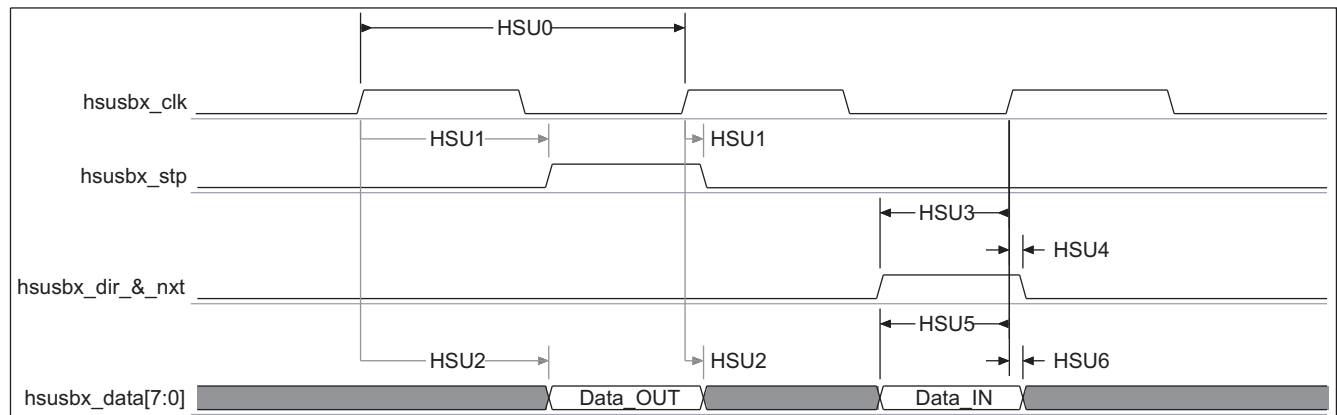 HSU0
hsusbx_clk
HSU1 HSU1
hsusbx_stp
HSU3
HSU4
hsusbx_dir_&_nxt
HSU5
HSU2 HSU2 HSU6
hsusbx_data[7:0] Data_OUT Data_IN